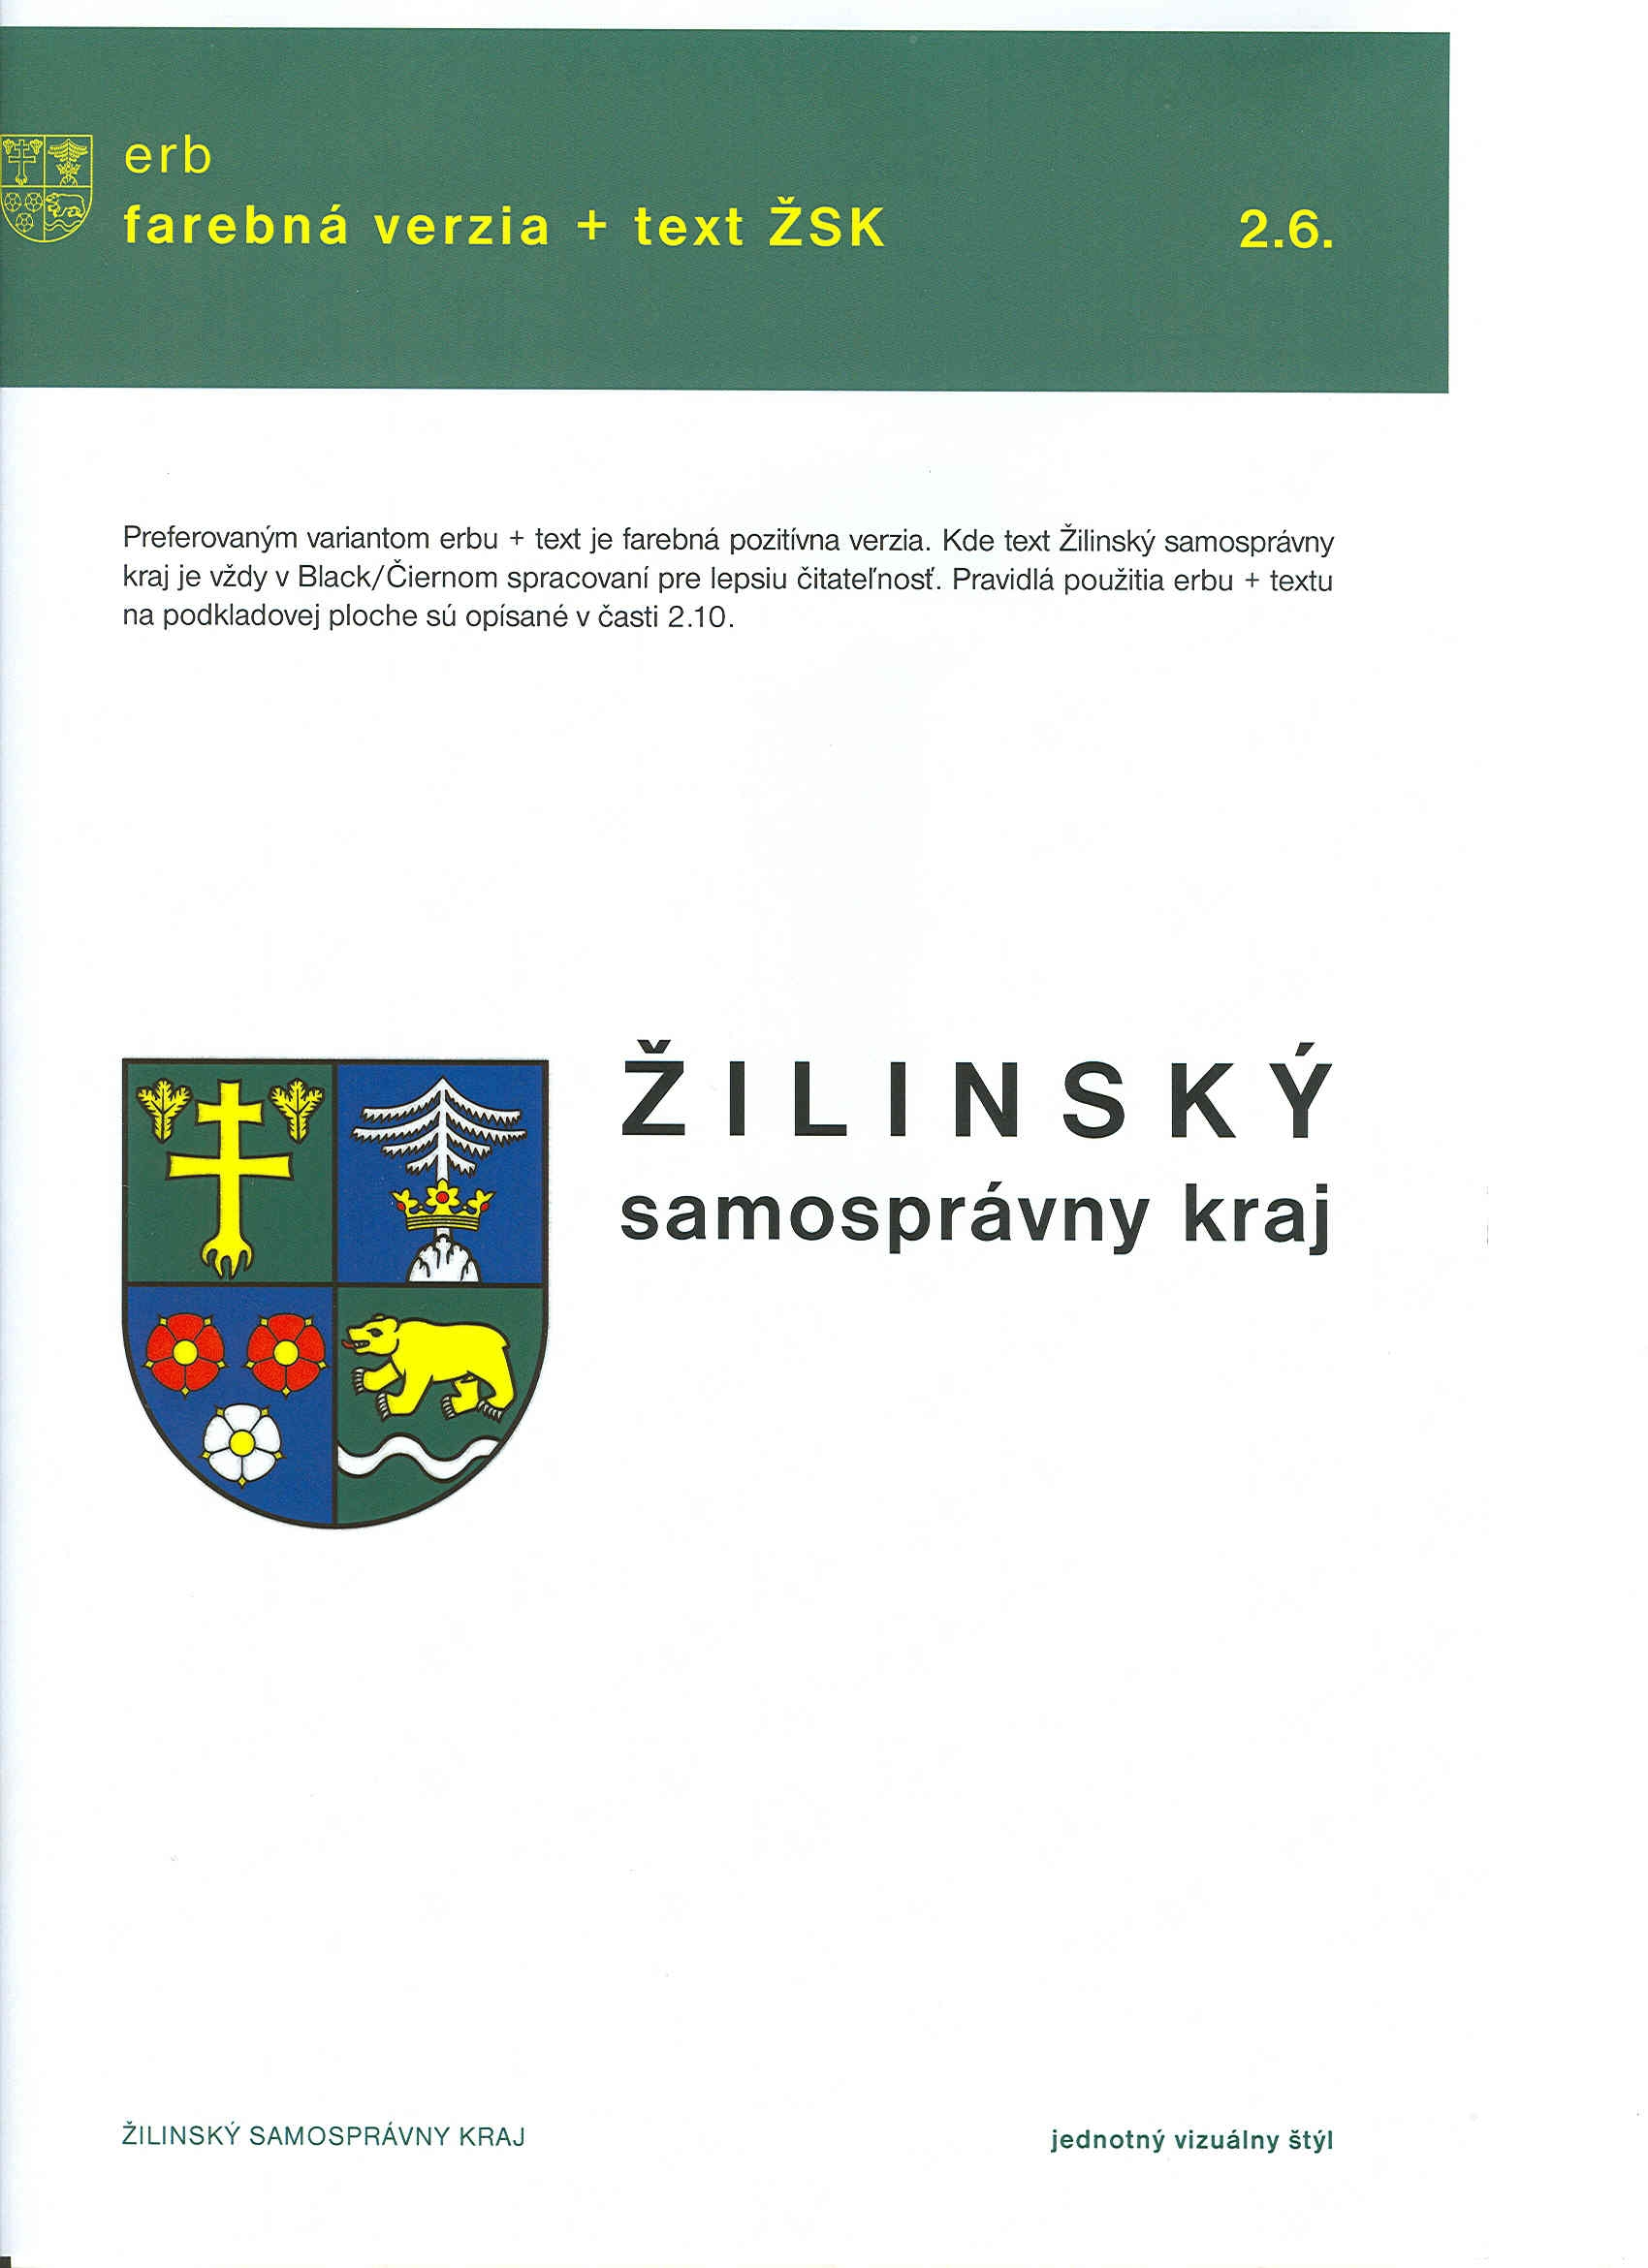 erb
farebná verzia + text ŽSK
2.6.
Preferovaným variantom erbu + text je farebná pozitívna verzia. Kde text Žilinský samosprávny
kraj je vždy v Black/Čiernom spracovaní pre lepsiu čitateľnosť. Pravidlá použitia erbu + textu
na podkladovej ploche sú opísané v časti 2.10.
ŽILINSKÝ
samosprávny kraj
ŽILINSKÝ SAMOSPRÁVNY KRAJ
jednotný vizuálny štýl